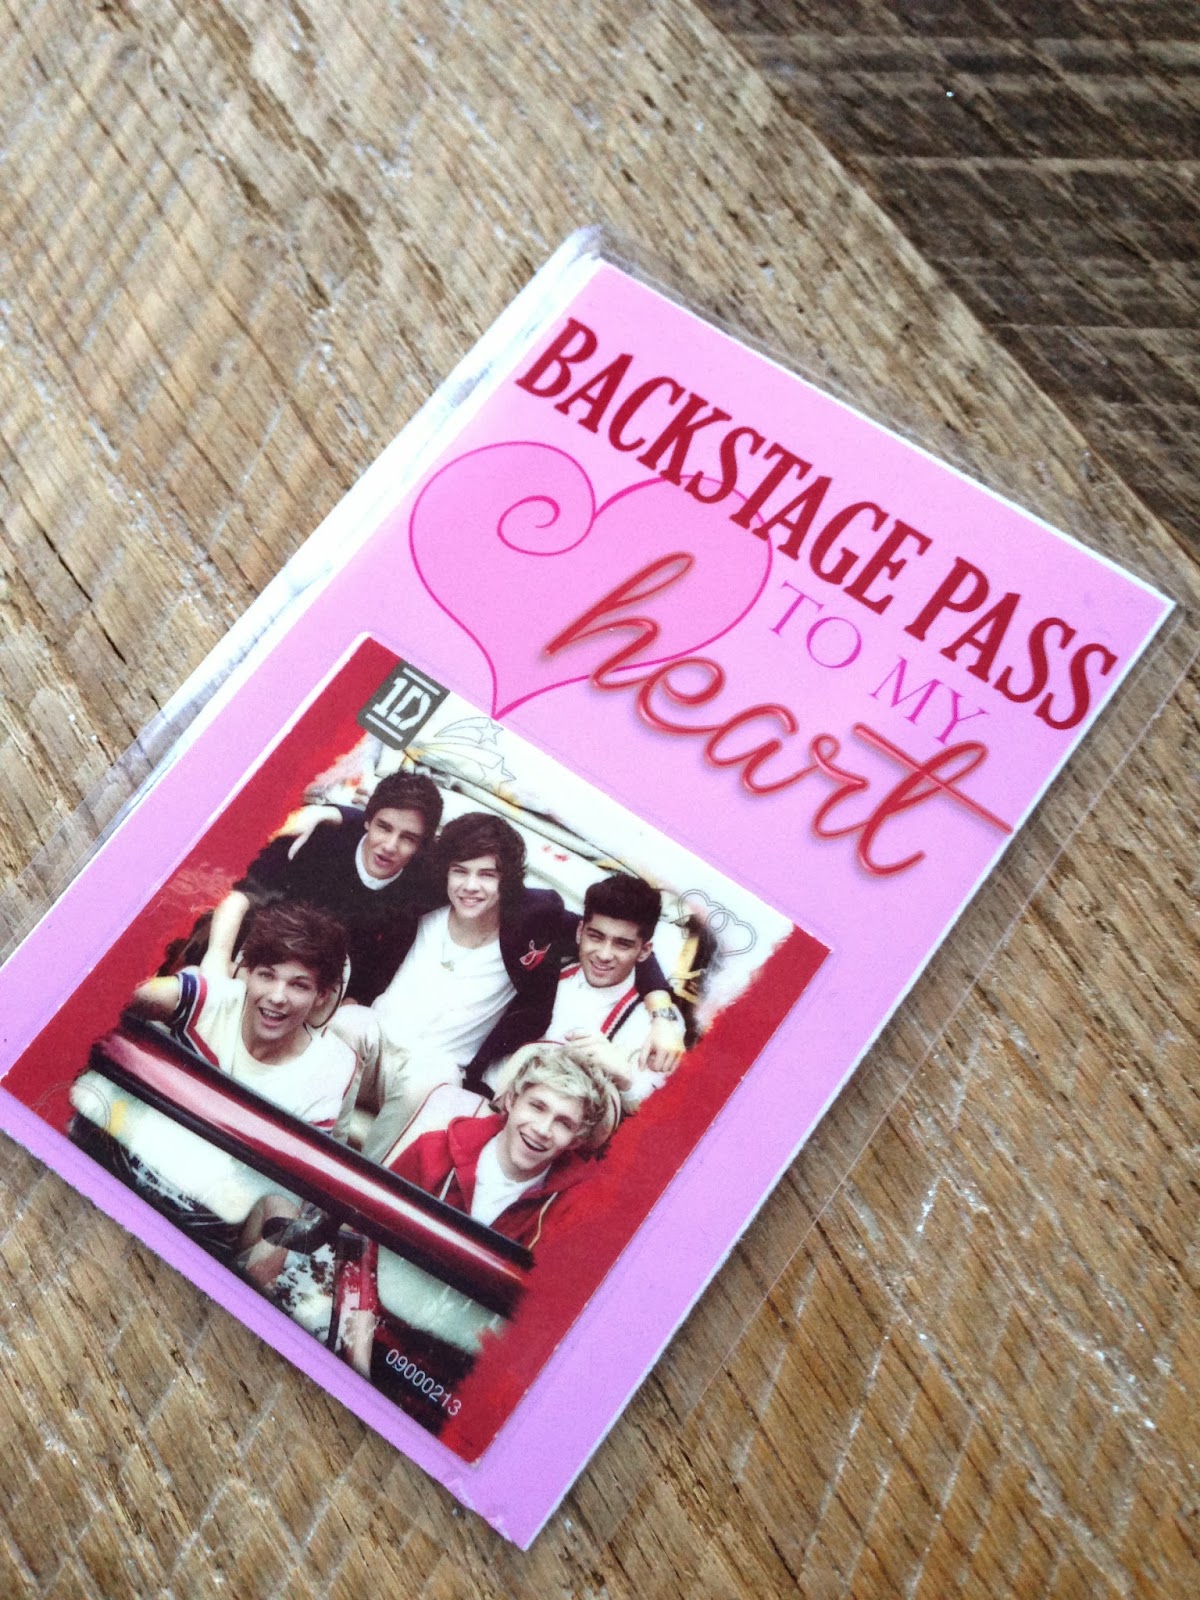 BACKSTAGE PASS
TO MY
heart
1D
09000213